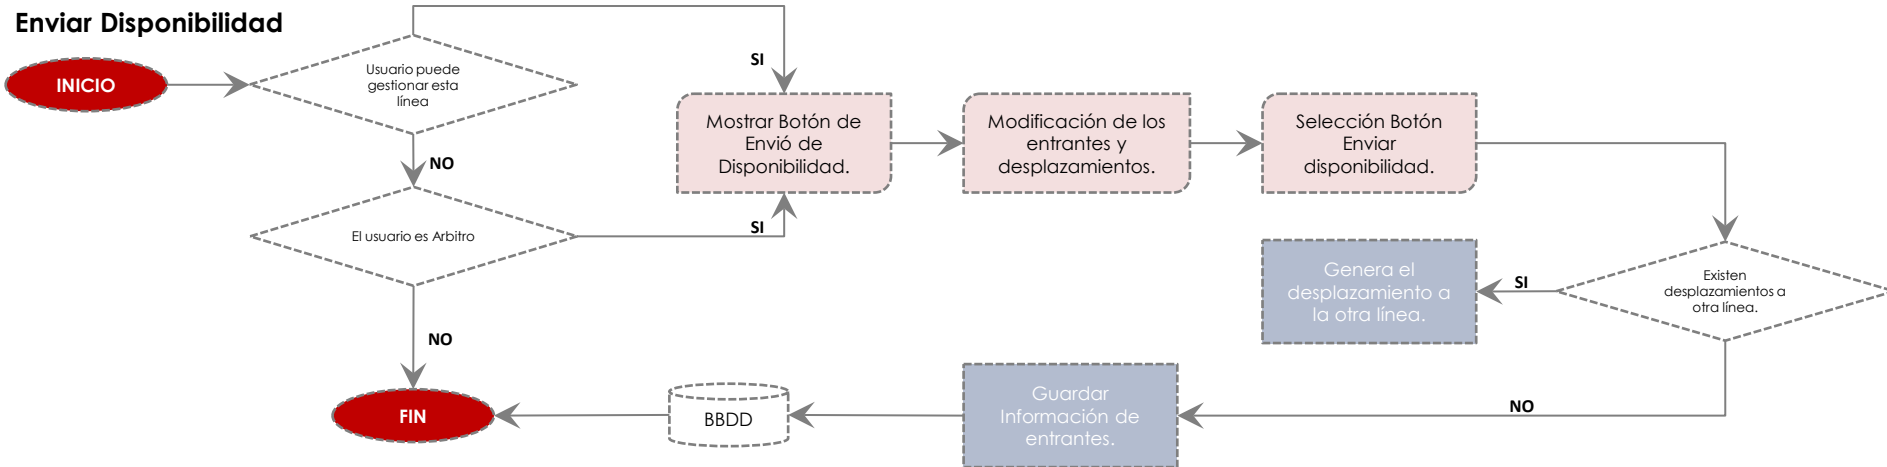 Enviar Disponibilidad
INICIO
Usuario puede
gestionar esta
línea
SI
NO
Mostrar Botón de
Envió de
Disponibilidad.
Modificación de los
entrantes y
desplazamientos.
Selección Botón
Enviar
disponibilidad.
El usuario es Arbitro
SI
NO
Existen
desplazamientos a
otra línea.
SI
Genera el
desplazamiento a
la otra línea.
NO
Guardar
Información de
entrantes.
BBDD
FIN